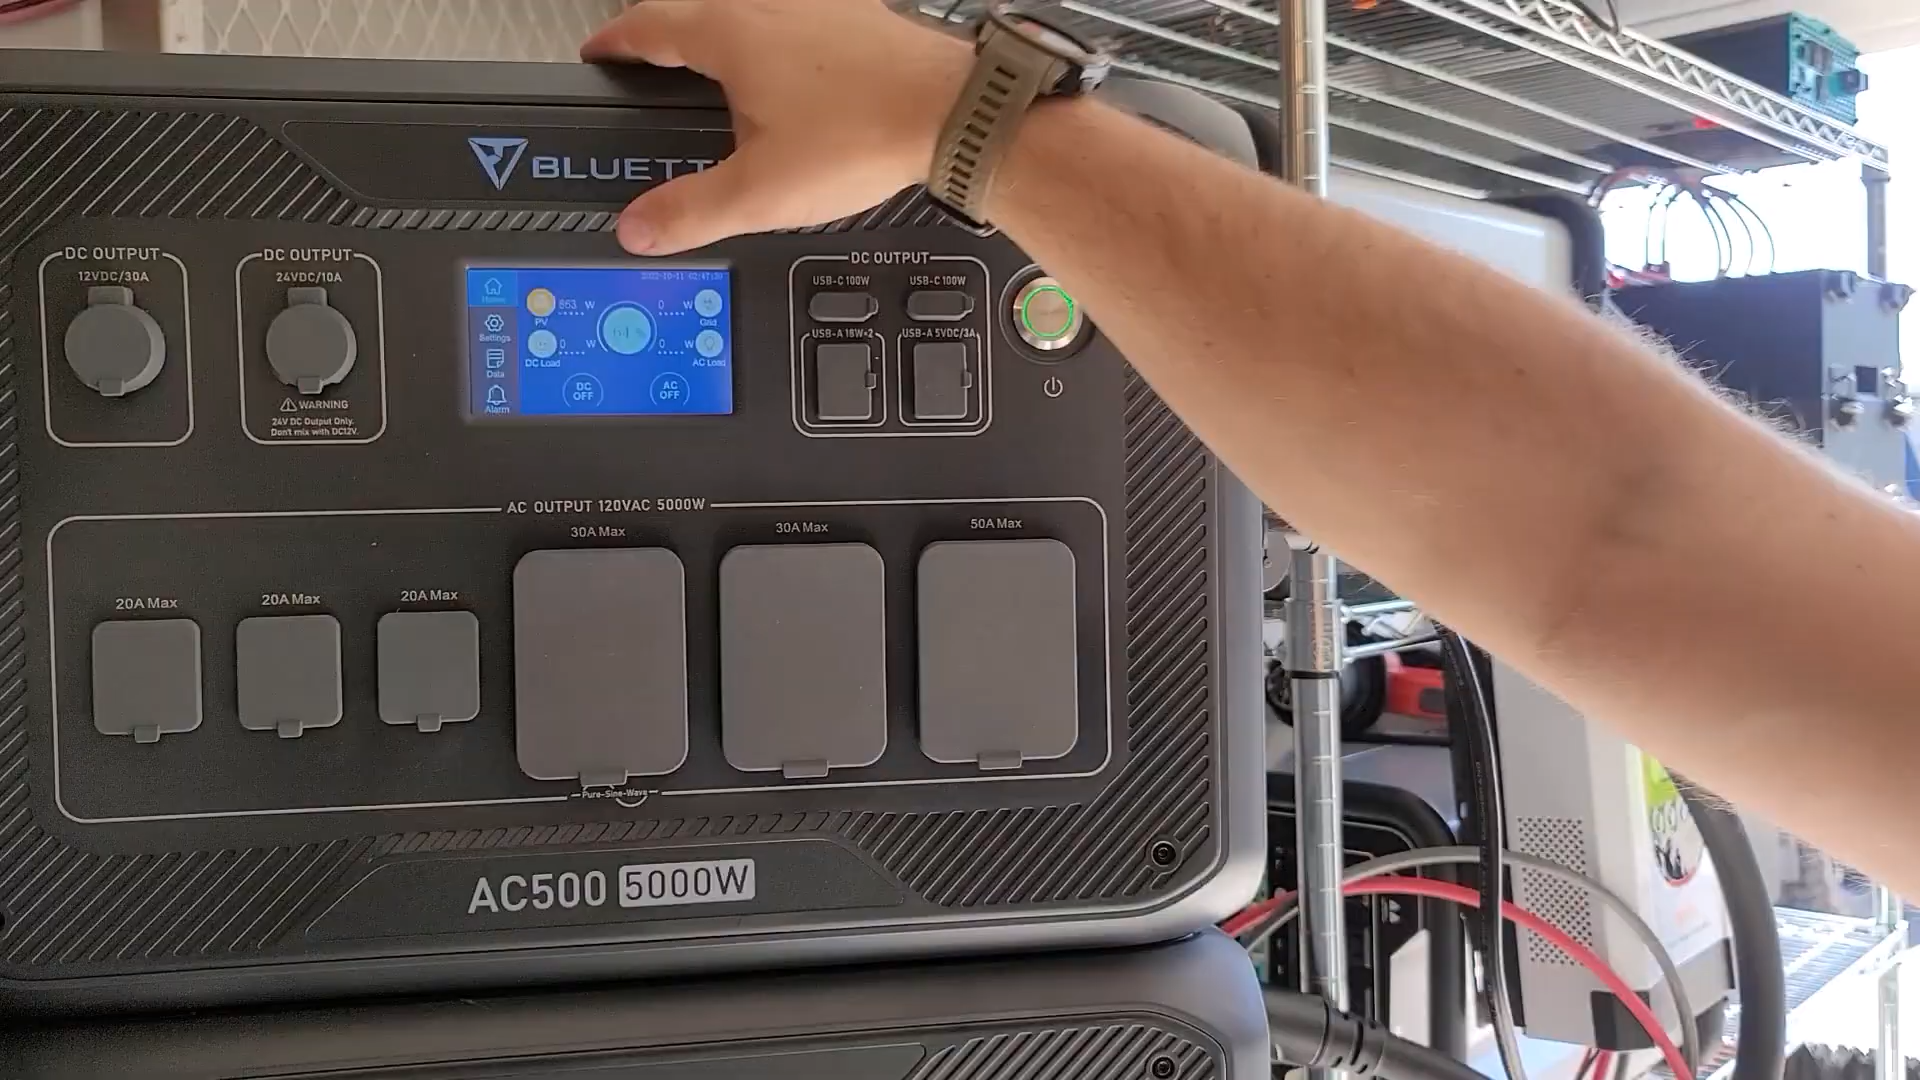 BLUETT
DC OUTPUT
12VDC/30A
DC OUTPUT
24VDC/10A
WARNING
24V DC Output Only.
Don't mix with DC12V.
Home
Settings
Data
Alarm
863 W
PV
0 W
Grid
0 W
DC Load
0 W
AC Load
DC
OFF
AC
OFF
DC OUTPUT
USB-C 100W
USB-C 100W
USB-A 18W×2
USB-A 5VDC/3A
AC OUTPUT 120VAC 5000W
20A Max
20A Max
20A Max
30A Max
30A Max
50A Max
Pure-Sine-Wave
AC500 5000W